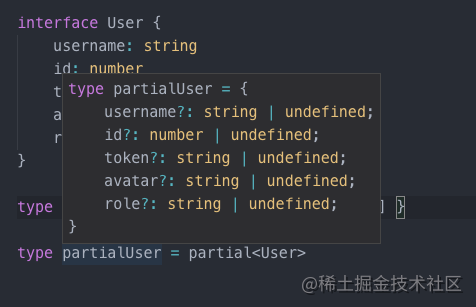 interface User {
username: string
id: number
t
type partialUser = {
username?: string | undefined;
id?: number | undefined;
token?: string | undefined;
avatar?: string | undefined;
role?: string | undefined;
}
a
r
}
type ] }
type partialUser = partial<User>
@稀土掘金技术社区